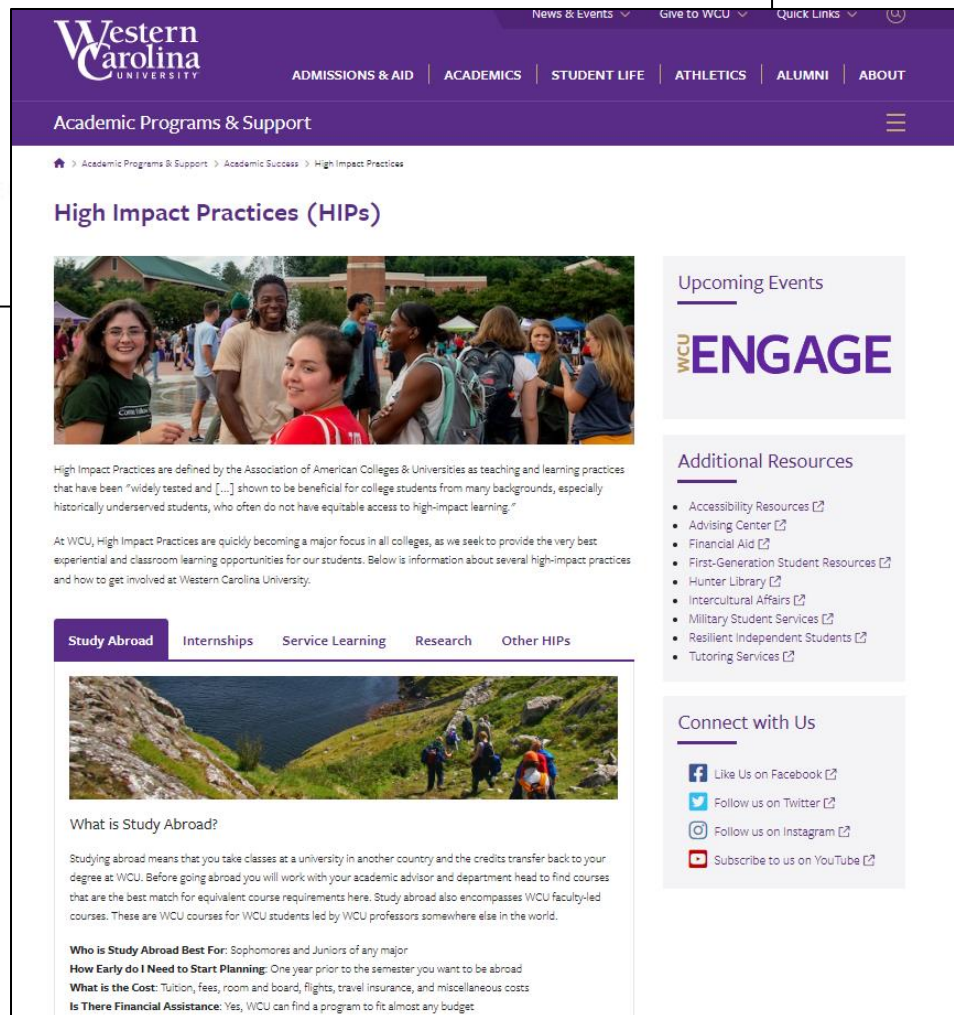 News & Events
Give to WCU
Quick Links
Western
Carolina
UNIVERSITY
ADMISSIONS & AID
ACADEMICS
STUDENT LIFE
ATHLETICS
ALUMNI
ABOUT
Academic Programs & Support
> Academic Programs & Support > Academic Success > High Impact Practices
High Impact Practices (HIPs)
High Impact Practices are defined by the Association of American Colleges & Universities as teaching and learning practices
that have been "widely tested and [...] shown to be beneficial for college students from many backgrounds, especially
historically underserved students, who often do not have equitable access to high-impact learning."
At WCU, High Impact Practices are quickly becoming a major focus in all colleges, as we seek to provide the very best
experiential and classroom learning opportunities for our students. Below is information about several high-impact practices
and how to get involved at Western Carolina University.
Study Abroad
Internships
Service Learning
Research
Other HIPs
What is Study Abroad?
Studying abroad means that you take classes at a university in another country and the credits transfer back to your
degree at WCU. Before going abroad you will work with your academic advisor and department head to find courses
that are the best match for equivalent course requirements here. Study abroad also encompasses WCU faculty-led
courses. These are WCU courses for WCU students led by WCU professors somewhere else in the world.
Who is Study Abroad Best For: Sophomores and Juniors of any major
How Early do I Need to Start Planning: One year prior to the semester you want to be abroad
What is the Cost: Tuition, fees, room and board, flights, travel insurance, and miscellaneous costs
Is There Financial Assistance: Yes, WCU can find a program to fit almost any budget
Upcoming Events
WCU ENGAGE
Additional Resources
Accessibility Resources
Advising Center
Financial Aid
First-Generation Student Resources
Hunter Library
Intercultural Affairs
Military Student Services
Resilient Independent Students
Tutoring Services
Connect with Us
Like Us on Facebook
Follow us on Twitter
Follow us on Instagram
Subscribe to us on YouTube